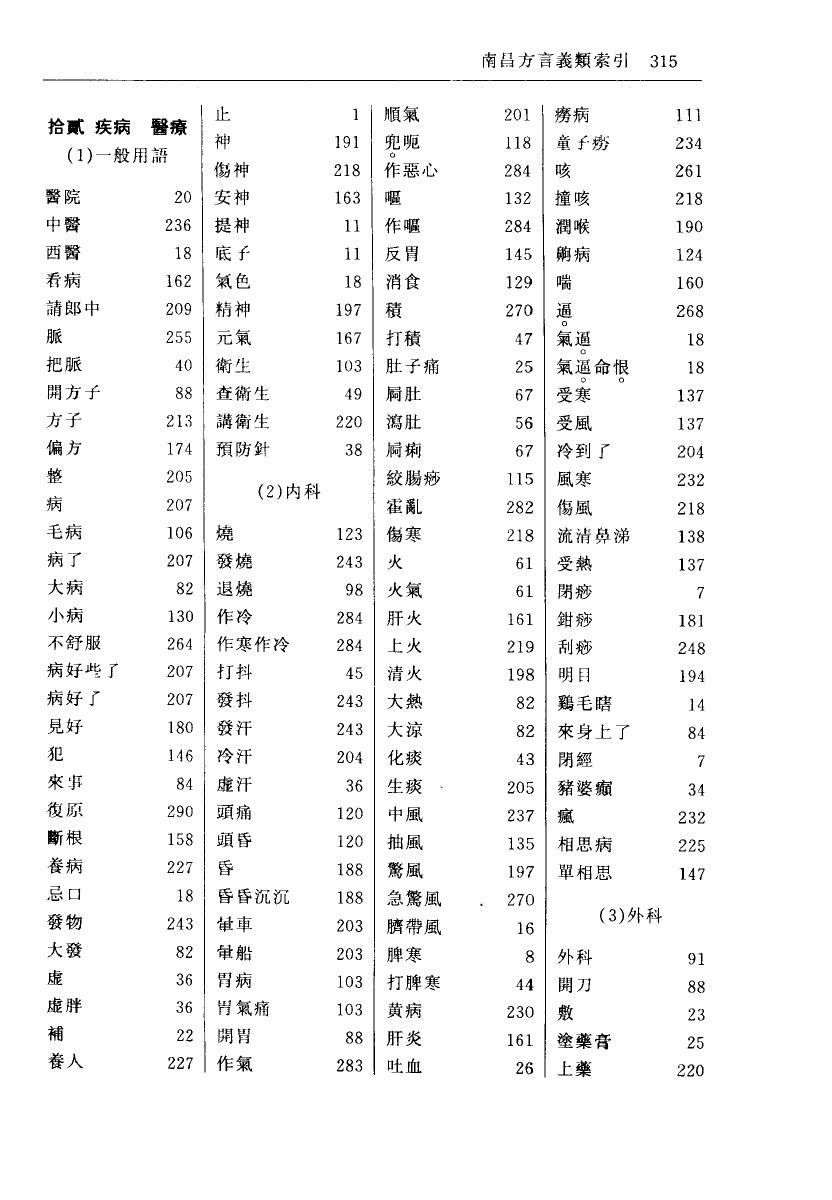 南昌方言義類索引 315
拾貳 疾病 醫療
(1)一般用語
醫院 20
中醫 236
西醫 18
看病 162
請郎中 209
脈 255
把脈 40
開方子 88
方子 213
偏方 174
整 205
病 207
毛病 106
病了 207
大病 82
小病 130
不舒服 264
病好些了 207
病好了 207
見好 180
犯 146
來事 84
復原 290
斷根 158
養病 227
忌口 18
發物 243
大發 82
虛 36
虛胖 36
補 22
養人 227
止 1
神 191
傷神 218
安神 163
提神 11
底子 11
氣色 18
精神 197
元氣 167
衛生 103
查衛生 49
講衛生 220
預防針 38
(2)内科
燒 123
發燒 243
退燒 98
作冷 284
作寒作冷 284
打抖 45
發抖 243
發汗 243
冷汗 204
虛汗 36
頭痛 120
頭昏 120
昏 188
昏昏沉沉 188
暈車 203
暈船 203
胃病 103
胃氣痛 103
開胃 88
作氣 283
順氣 201
兜呃 118
作惡心 284
嘔 132
作嘔 284
反胃 145
消食 129
積 270
打積 47
肚子痛 25
屙肚 67
瀉肚 56
屙痢 67
絞腸痧 115
霍亂 282
傷寒 218
火 61
火氣 61
肝火 161
上火 219
清火 198
大熱 82
大涼 82
化痰 43
生痰 205
中風 237
抽風 135
驚風 197
急驚風 270
臍帶風 16
脾寒 8
打脾寒 44
黄病 230
肝炎 161
吐血 26
癆病 111
童子癆 234
咳 261
撞咳 218
潤喉 190
齁病 124
喘 160
逼 268
氣逼 18
氣逼命恨 18
受寒 137
受風 137
冷到了 204
風寒 232
傷風 218
流清鼻涕 138
受熱 137
閉痧 7
鉗痧 181
刮痧 248
明目 194
鷄毛瞎 14
來身上了 84
閉經 7
豬婆癲 34
瘋 232
相思病 225
單相思 147
(3)外科
外科 91
開刀 88
敷 23
塗藥膏 25
上藥 220